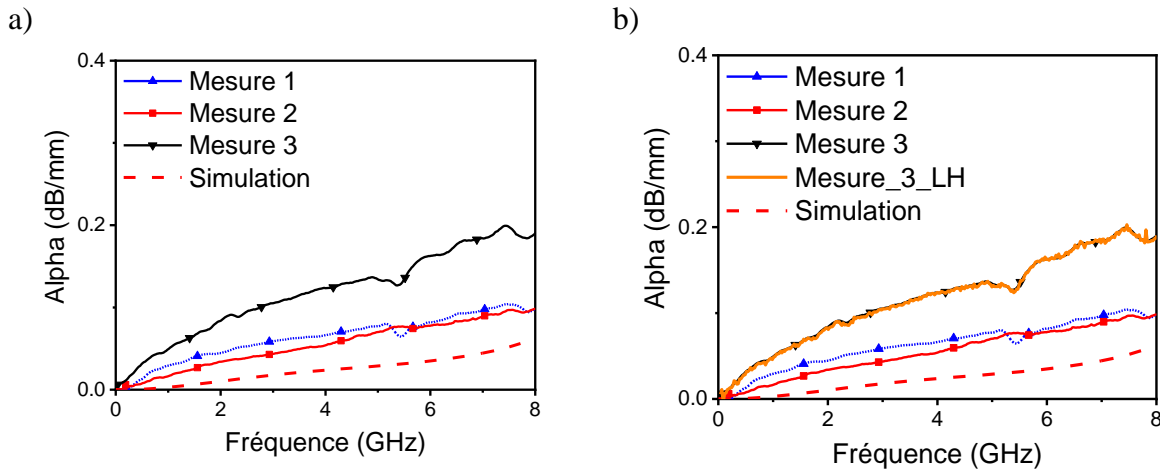 a)
0.4
Mesure 1
Mesure 2
Mesure 3
Simulation
0.2
0.0
Alpha (dB/mm)
0 2 4 6 8
Fréquence (GHz)
b)
0.4
Mesure 1
Mesure 2
Mesure 3
Mesure_3_LH
Simulation
0.2
0.0
Alpha (dB/mm)
0 2 4 6 8
Fréquence (GHz)